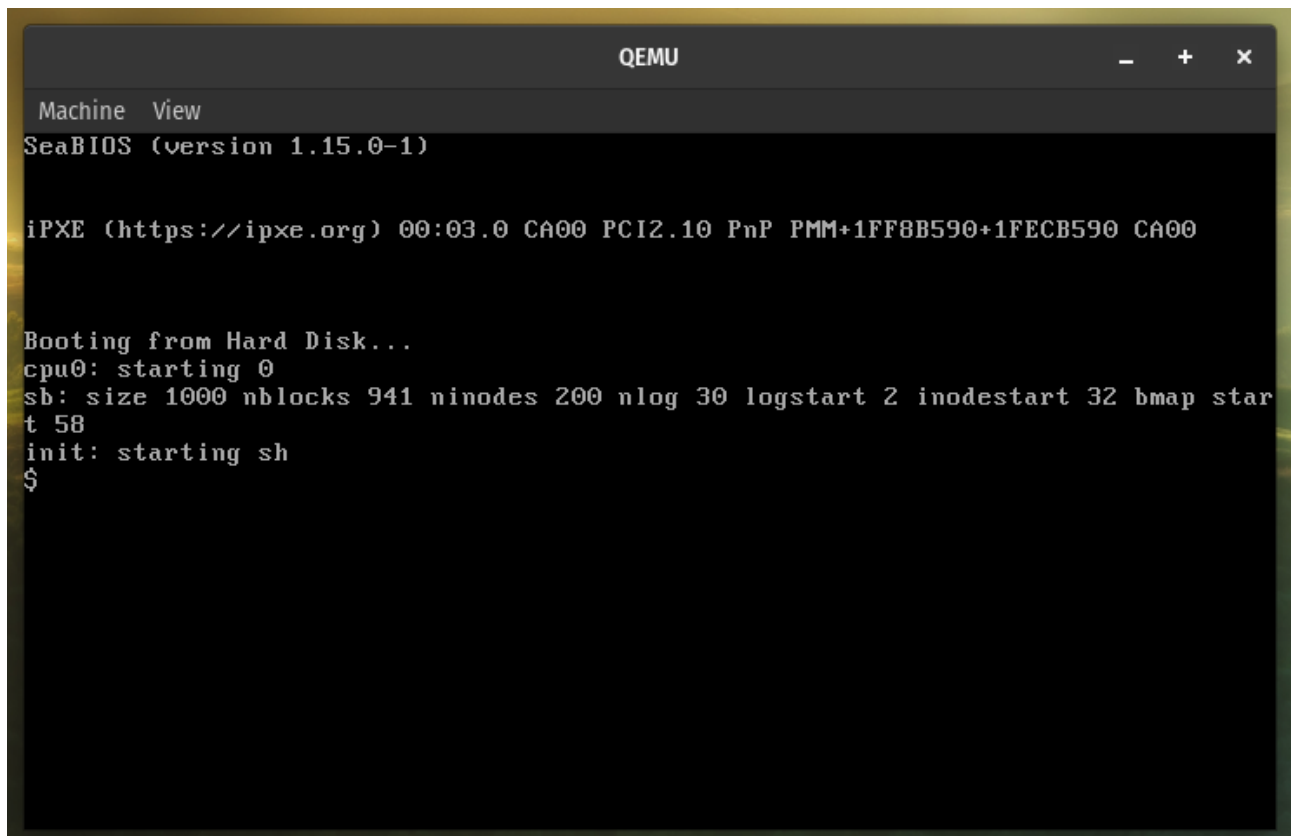 QEMU
Machine View
SeaBIOS (version 1.15.0-1)
iPXE (https://ipxe.org) 00:03.0 CA00 PCI2.10 PnP PMM+1FF8B590+1FECB590 CA00
Booting from Hard Disk...
cpu0: starting 0
sb: size 1000 nblocks 941 ninodes 200 nlog 30 logstart 2 inodestart 32 bmap star
t 58
init: starting sh
$